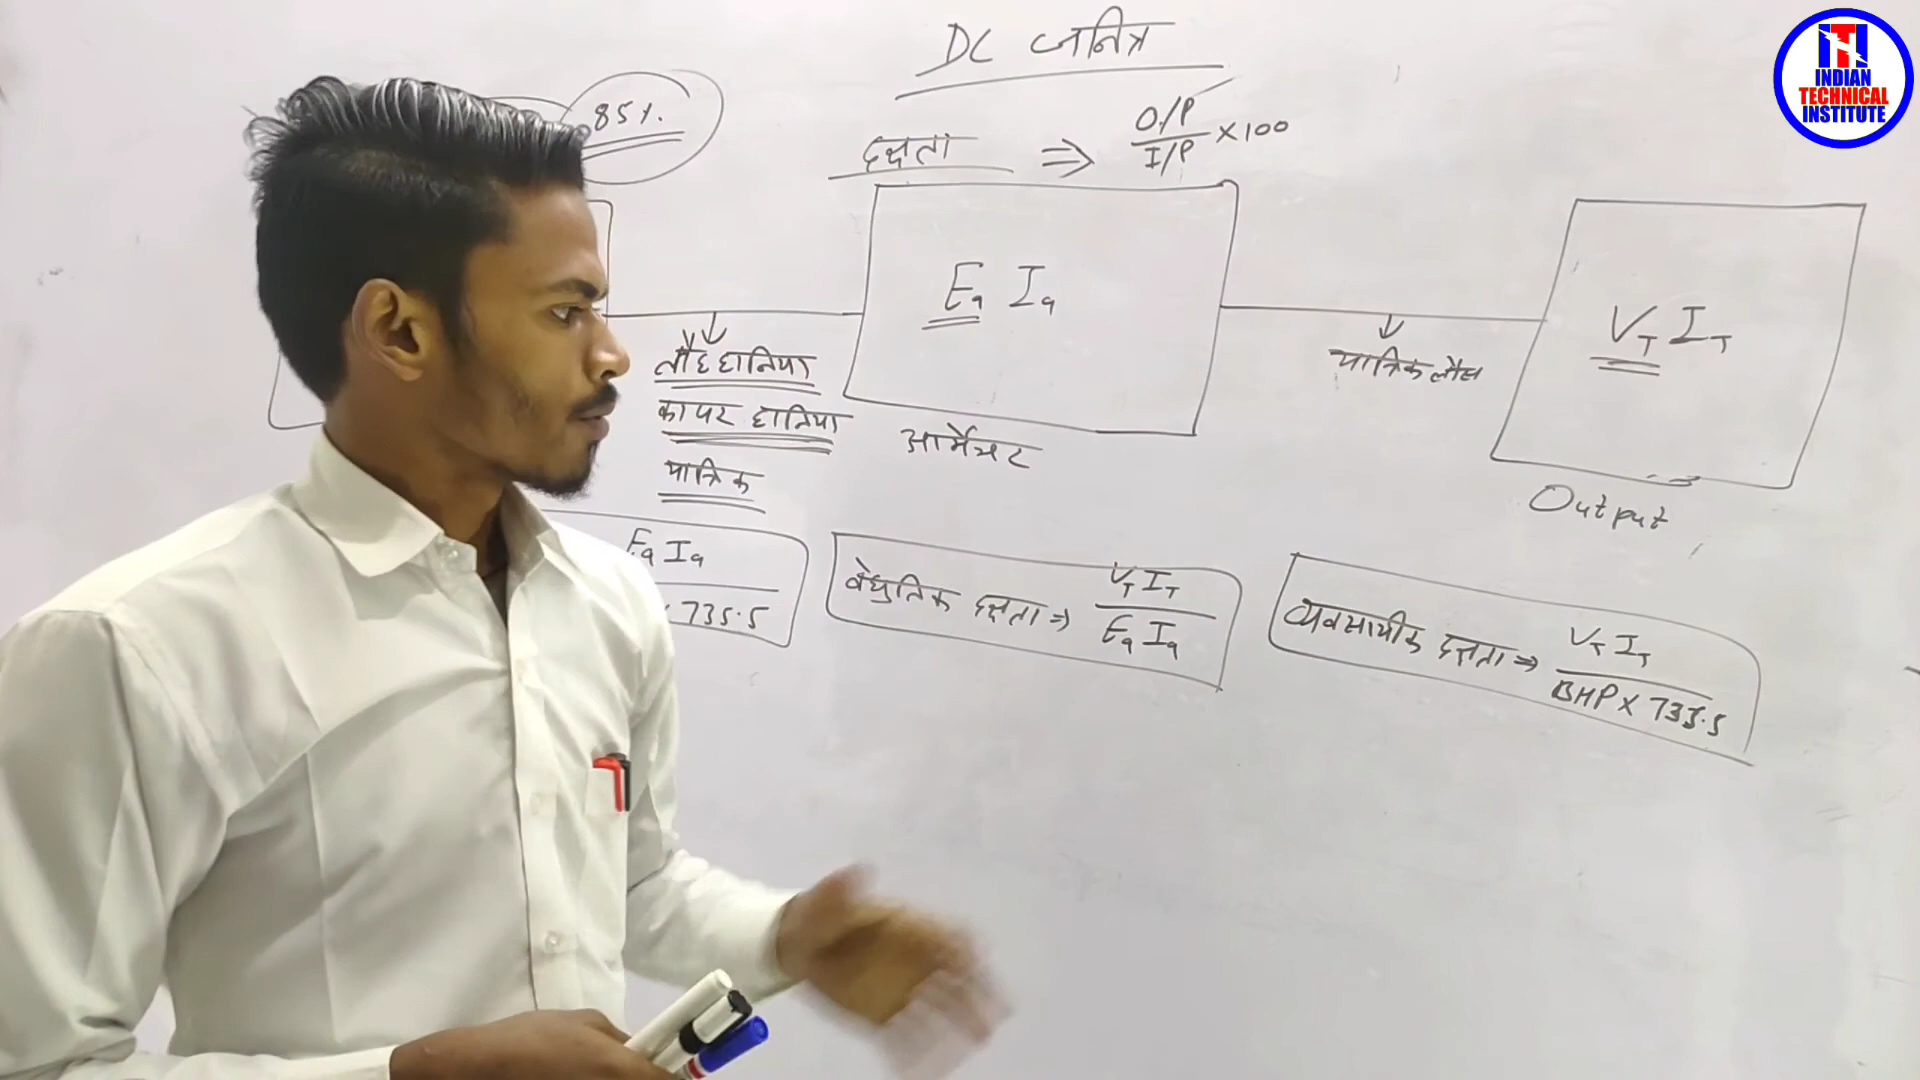 DC जनित्र
85%
दक्षता ⇒ O/P / I/P ×100
Ea Ia
VT IT
लौह हानिया
कापर हानिया
यात्रिक
यात्रिक लौस
आर्मेचर
Output
Ea Ia
735.5
वेधुतिक दक्षता ⇒ VT IT / Ea Ia
व्यवसायीक दक्षता ⇒ VT IT / BHP × 735.5
ITI
INDIAN
TECHNICAL
INSTITUTE